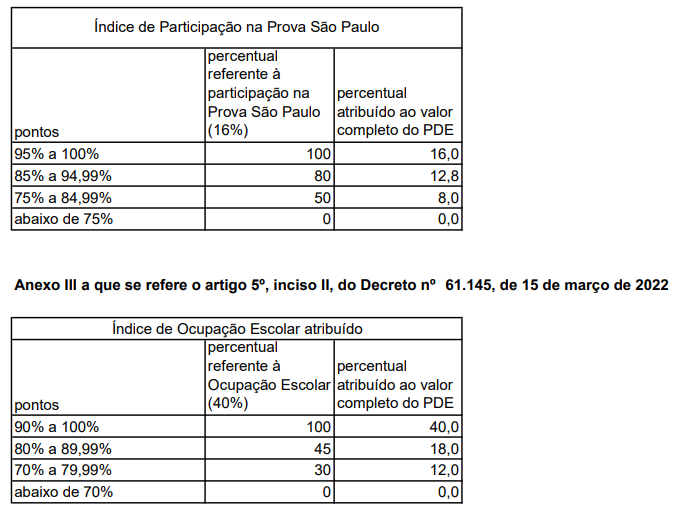 Índice de Participação na Prova São Paulo
pontos
percentual
referente à
participação na
Prova São Paulo
(16%)
percentual
atribuído ao valor
completo do PDE
95% a 100% 100 16,0
85% a 94,99% 80 12,8
75% a 84,99% 50 8,0
abaixo de 75% 0 0,0
Anexo III a que se refere o artigo 5º, inciso II, do Decreto nº 61.145, de 15 de março de 2022
Índice de Ocupação Escolar atribuído
pontos
percentual
referente à
Ocupação Escolar
(40%)
percentual
atribuído ao valor
completo do PDE
90% a 100% 100 40,0
80% a 89,99% 45 18,0
70% a 79,99% 30 12,0
abaixo de 70% 0 0,0